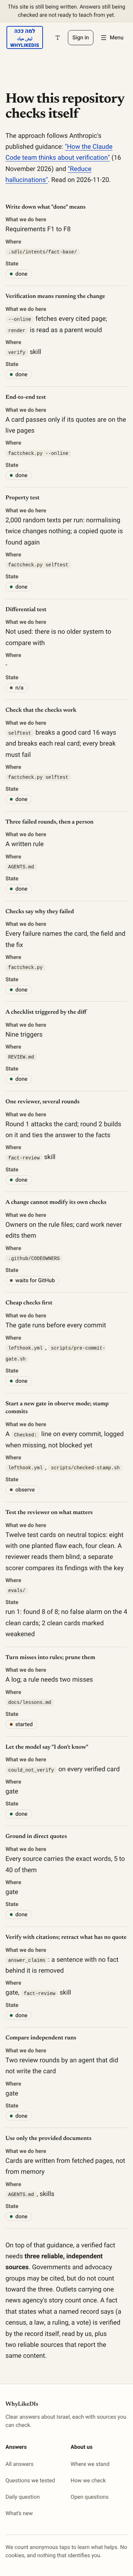 This site is still being written. Answers still being checked are not ready to teach from yet.
למה ככה
ليش هيك
WHYLIKEDIS
Sign in
Menu
How this repository
checks itself
The approach follows Anthropic's
published guidance: "How the Claude
Code team thinks about verification" (16
November 2026) and "Reduce
hallucinations". Read on 2026-11-20.
Write down what "done" means
What we do here
Requirements F1 to F8
Where
.sdlc/intents/fact-base/
State
done
Verification means running the change
What we do here
--online fetches every cited page;
render is read as a parent would
Where
verify skill
State
done
End-to-end test
What we do here
A card passes only if its quotes are on the
live pages
Where
factcheck.py --online
State
done
Property test
What we do here
2,000 random texts per run: normalising
twice changes nothing; a copied quote is
found again
Where
factcheck.py selftest
State
done
Differential test
What we do here
Not used: there is no older system to
compare with
Where
-
State
n/a
Check that the checks work
What we do here
selftest breaks a good card 16 ways
and breaks each real card; every break
must fail
Where
factcheck.py selftest
State
done
Three failed rounds, then a person
What we do here
A written rule
Where
AGENTS.md
State
done
Checks say why they failed
What we do here
Every failure names the card, the field and
the fix
Where
factcheck.py
State
done
A checklist triggered by the diff
What we do here
Nine triggers
Where
REVIEW.md
State
done
One reviewer, several rounds
What we do here
Round 1 attacks the card; round 2 builds
on it and ties the answer to the facts
Where
fact-review skill
State
done
A change cannot modify its own checks
What we do here
Owners on the rule files; card work never
edits them
Where
.github/CODEOWNERS
State
waits for GitHub
Cheap checks first
What we do here
The gate runs before every commit
Where
lefthook.yml, scripts/pre-commit-
gate.sh
State
done
Start a new gate in observe mode; stamp
commits
What we do here
A Checked: line on every commit, logged
when missing, not blocked yet
Where
lefthook.yml, scripts/checked-stamp.sh
State
observe
Test the reviewer on what matters
What we do here
Twelve test cards on neutral topics: eight
with one planted flaw each, four clean. A
reviewer reads them blind; a separate
scorer compares its findings with the key
Where
evals/
State
run 1: found 8 of 8; no false alarm on the 4
clean cards; 2 clean cards marked
weakened
Turn misses into rules; prune them
What we do here
A log; a rule needs two misses
Where
docs/lessons.md
State
started
Let the model say "I don't know"
What we do here
could_not_verify on every verified card
Where
gate
State
done
Ground in direct quotes
What we do here
Every source carries the exact words, 5 to
40 of them
Where
gate
State
done
Verify with citations; retract what has no quote
What we do here
answer_claims: a sentence with no fact
behind it is removed
Where
gate, fact-review skill
State
done
Compare independent runs
What we do here
Two review rounds by an agent that did
not write the card
Where
gate
State
done
Use only the provided documents
What we do here
Cards are written from fetched pages, not
from memory
Where
AGENTS.md, skills
State
done
On top of that guidance, a verified fact
needs three reliable, independent
sources. Governments and advocacy
groups may be cited, but do not count
toward the three. Outlets carrying one
news agency's story count once. A fact
that states what a named record says (a
census, a law, a ruling, a vote) is verified
by the record itself, read by us, plus
two reliable sources that report the
same content.
WhyLikeDIs
Clear answers about Israel, each with sources you
can check.
Answers
All answers
Questions we tested
Daily question
What's new
About us
Where we stand
How we check
Open questions
We count anonymous taps to learn what helps. No
cookies, and nothing that identifies you.